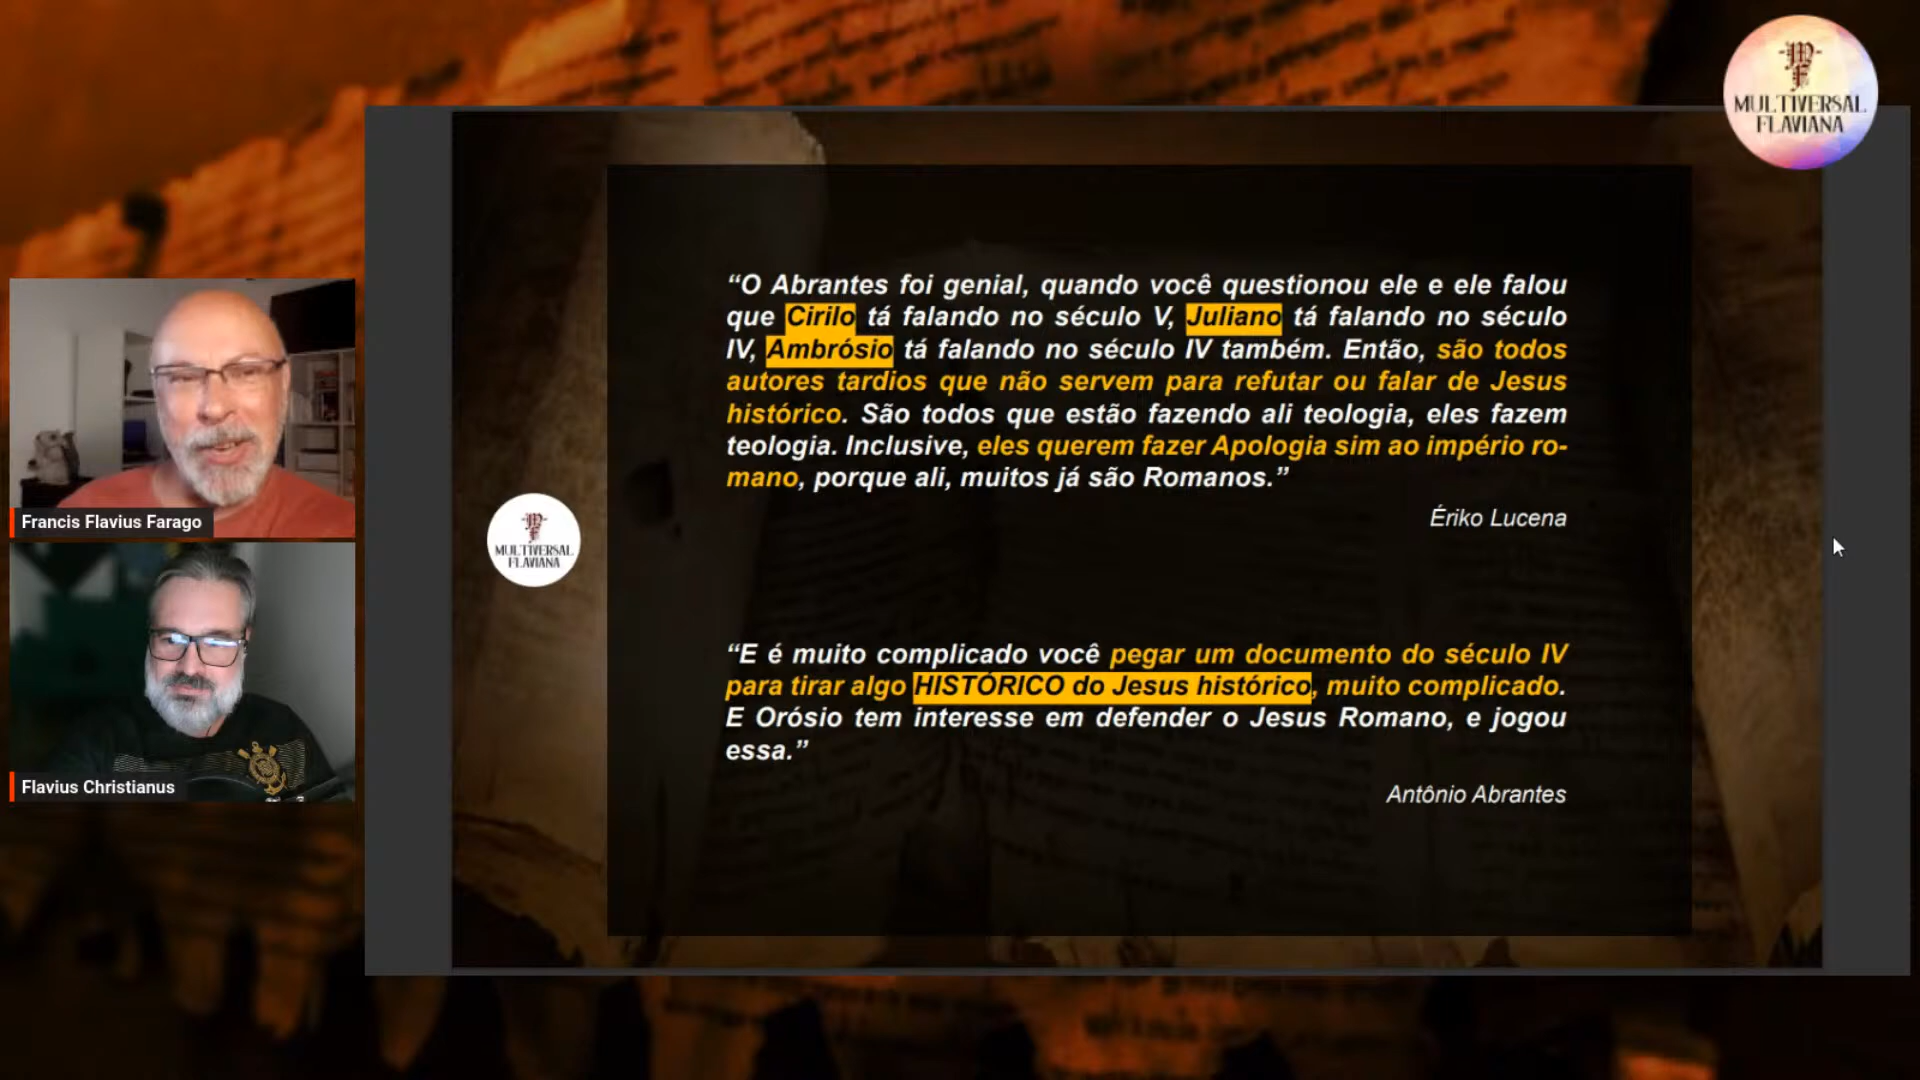 MULTIVERSAL
FLAVIANA
“O Abrantes foi genial, quando você questionou ele e ele falou
que Cirilo tá falando no século V, Juliano tá falando no século
IV, Ambrósio tá falando no século IV também. Então, são todos
autores tardios que não servem para refutar ou falar de Jesus
histórico. São todos que estão fazendo ali teologia, eles fazem
teologia. Inclusive, eles querem fazer Apologia sim ao império ro-
mano, porque ali, muitos já são Romanos.”
Ériko Lucena
Francis Flavius Farago
MULTIVERSAL
FLAVIANA
“E é muito complicado você pegar um documento do século IV
para tirar algo HISTÓRICO do Jesus histórico, muito complicado.
E Orósio tem interesse em defender o Jesus Romano, e jogou
essa.”
Antônio Abrantes
Flavius Christianus